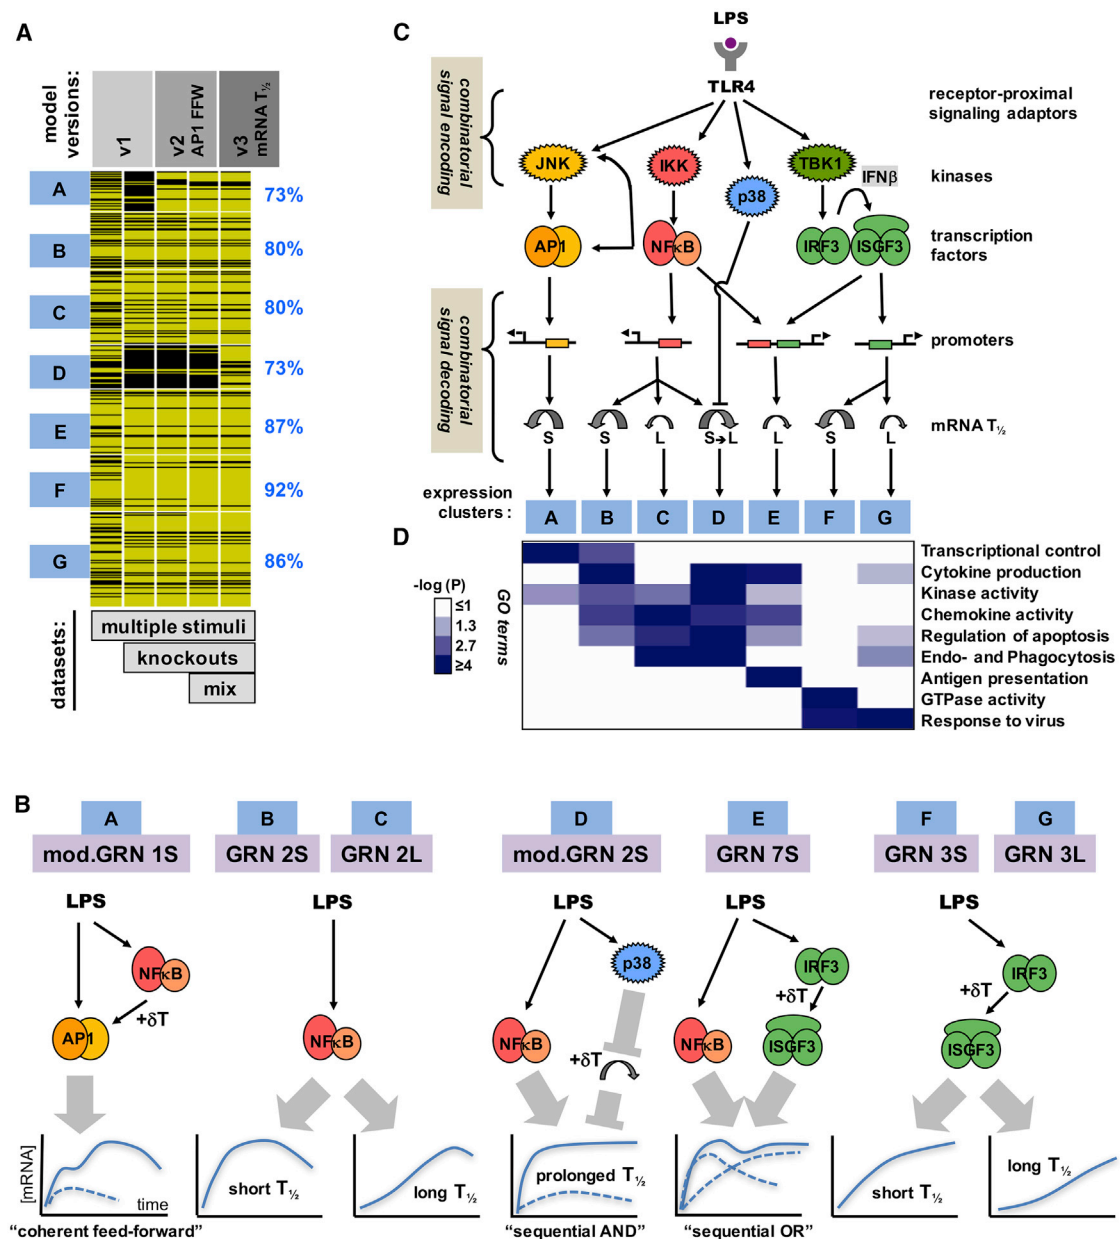 A
model
versions:
v1
v2
AP1 FFW
v3
mRNA T½
A
73%
B
80%
C
80%
D
73%
E
87%
F
92%
G
86%
datasets:
multiple stimuli
knockouts
mix
C
LPS
TLR4
combinatorial
signal encoding
receptor-proximal
signaling adaptors
JNK
IKK
p38
TBK1
IFNβ
kinases
AP1
NFκB
IRF3
ISGF3
transcription
factors
combinatorial
signal decoding
promoters
S
S
L
S→L
L
S
L
mRNA T½
expression
clusters :
A
B
C
D
E
F
G
D
-log (P)
≤1
1.3
2.7
≥4
GO terms
Transcriptional control
Cytokine production
Kinase activity
Chemokine activity
Regulation of apoptosis
Endo- and Phagocytosis
Antigen presentation
GTPase activity
Response to virus
B
A
mod.GRN 1S
LPS
NFκB
+δT
AP1
[mRNA]
time
"coherent feed-forward"
B
GRN 2S
C
GRN 2L
LPS
NFκB
short T½
long T½
D
mod.GRN 2S
LPS
p38
NFκB
+δT
prolonged T½
"sequential AND"
E
GRN 7S
LPS
IRF3
+δT
NFκB
ISGF3
"sequential OR"
F
GRN 3S
G
GRN 3L
LPS
IRF3
+δT
ISGF3
short T½
long T½